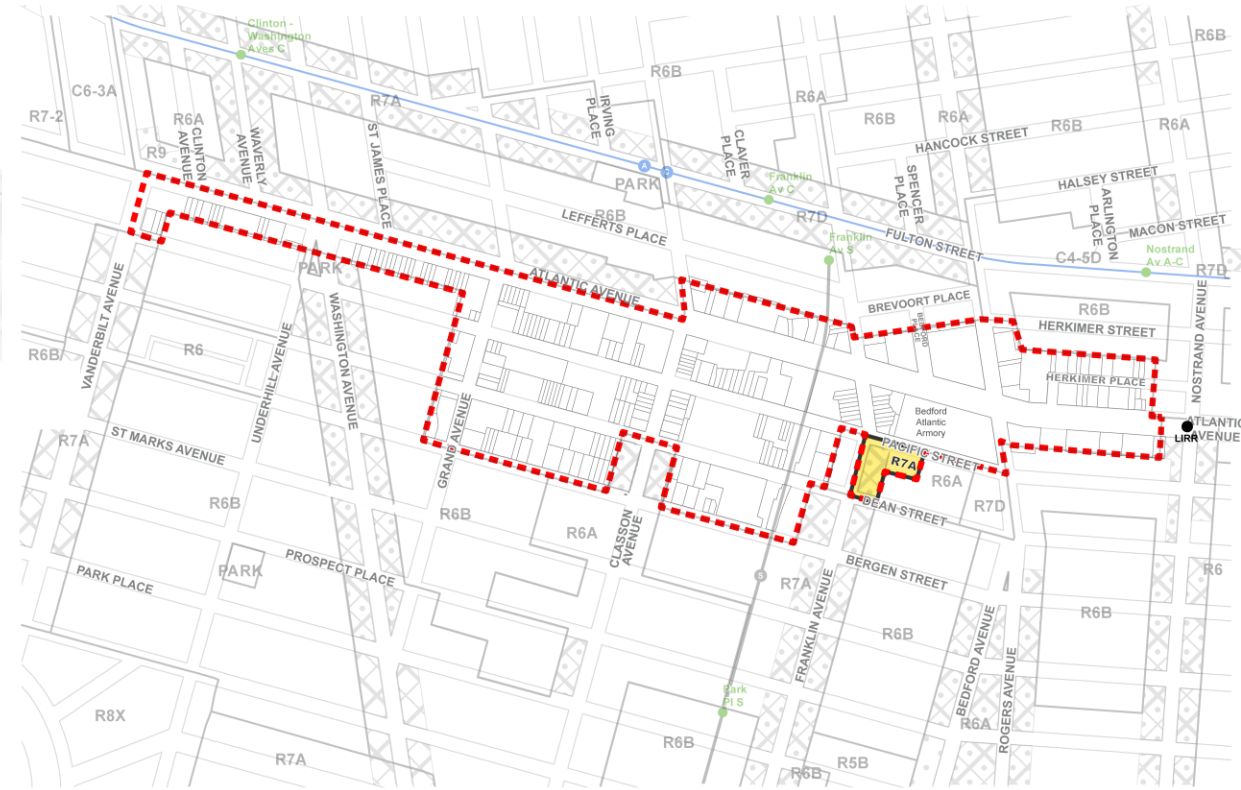 Clinton -
Washington
Aves C
R6B
C6-3A
R7-2
R7A
R6A
R6B
R6A
R6B
R6A
R6B
R6A
IRVING
PLACE
CLAVER
PLACE
HANCOCK STREET
R9
CLINTON
AVENUE
WAVERLY
AVENUE
ST JAMES PLACE
A
C
PARK
Franklin
Av C
SPENCER
PLACE
HALSEY STREET
ARLINGTON
PLACE
MACON STREET
R6B
LEFFERTS PLACE
R7D
FULTON STREET
Franklin
Av S
C4-5D
Nostrand
Av A-C
R7D
PARK
ATLANTIC AVENUE
BREVOORT PLACE
BEDFORD
PLACE
R6B
HERKIMER STREET
NOSTRAND AVENUE
HERKIMER PLACE
VANDERBILT AVENUE
R6B
R6
UNDERHILL AVENUE
WASHINGTON AVENUE
GRAND AVENUE
Bedford
Atlantic
Armory
ATLANTIC
AVENUE
LIRR
R7A
ST MARKS AVENUE
PACIFIC STREET
R7A
R6A
R7D
DEAN STREET
R6B
R6B
R6A
CLASSON
AVENUE
PARK
PROSPECT PLACE
PARK PLACE
S
R7A
BERGEN STREET
FRANKLIN AVENUE
BEDFORD AVENUE
ROGERS AVENUE
R6
R6B
R6B
Park
Pl S
R8X
R7A
R6B
R6A
R5B
R6B